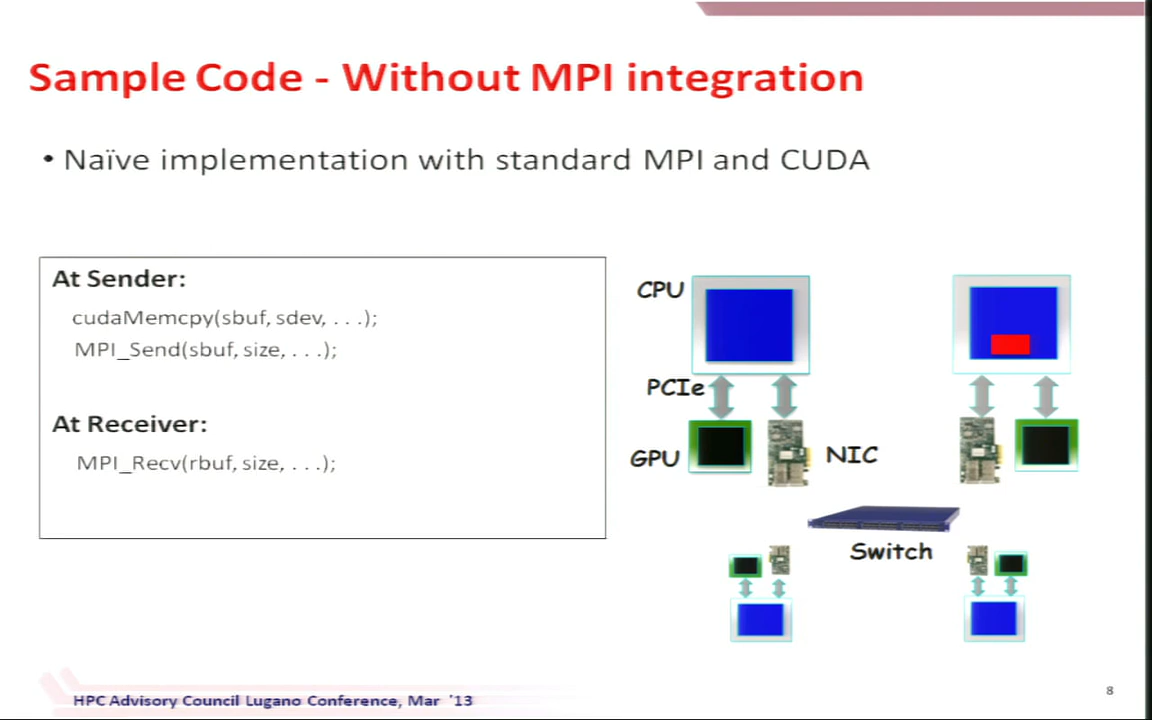 Sample Code - Without MPI integration
• Naïve implementation with standard MPI and CUDA
At Sender:
cudaMemcpy(sbuf, sdev, . . .);
MPI_Send(sbuf, size, . . .);
At Receiver:
MPI_Recv(rbuf, size, . . .);
CPU
PCIe
GPU
NIC
Switch
HPC Advisory Council Lugano Conference, Mar '13
8